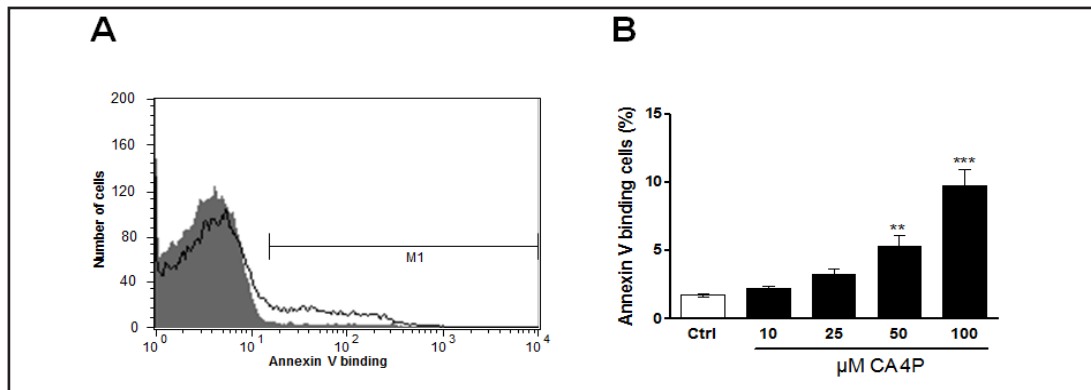 A
B
200
160
120
80
40
0
Number of cells
M1
10^0
10^1
10^2
10^3
10^4
Annexin V binding
15
10
5
0
Annexin V binding cells (%)
**
***
Ctrl
10
25
50
100
µM CA4P